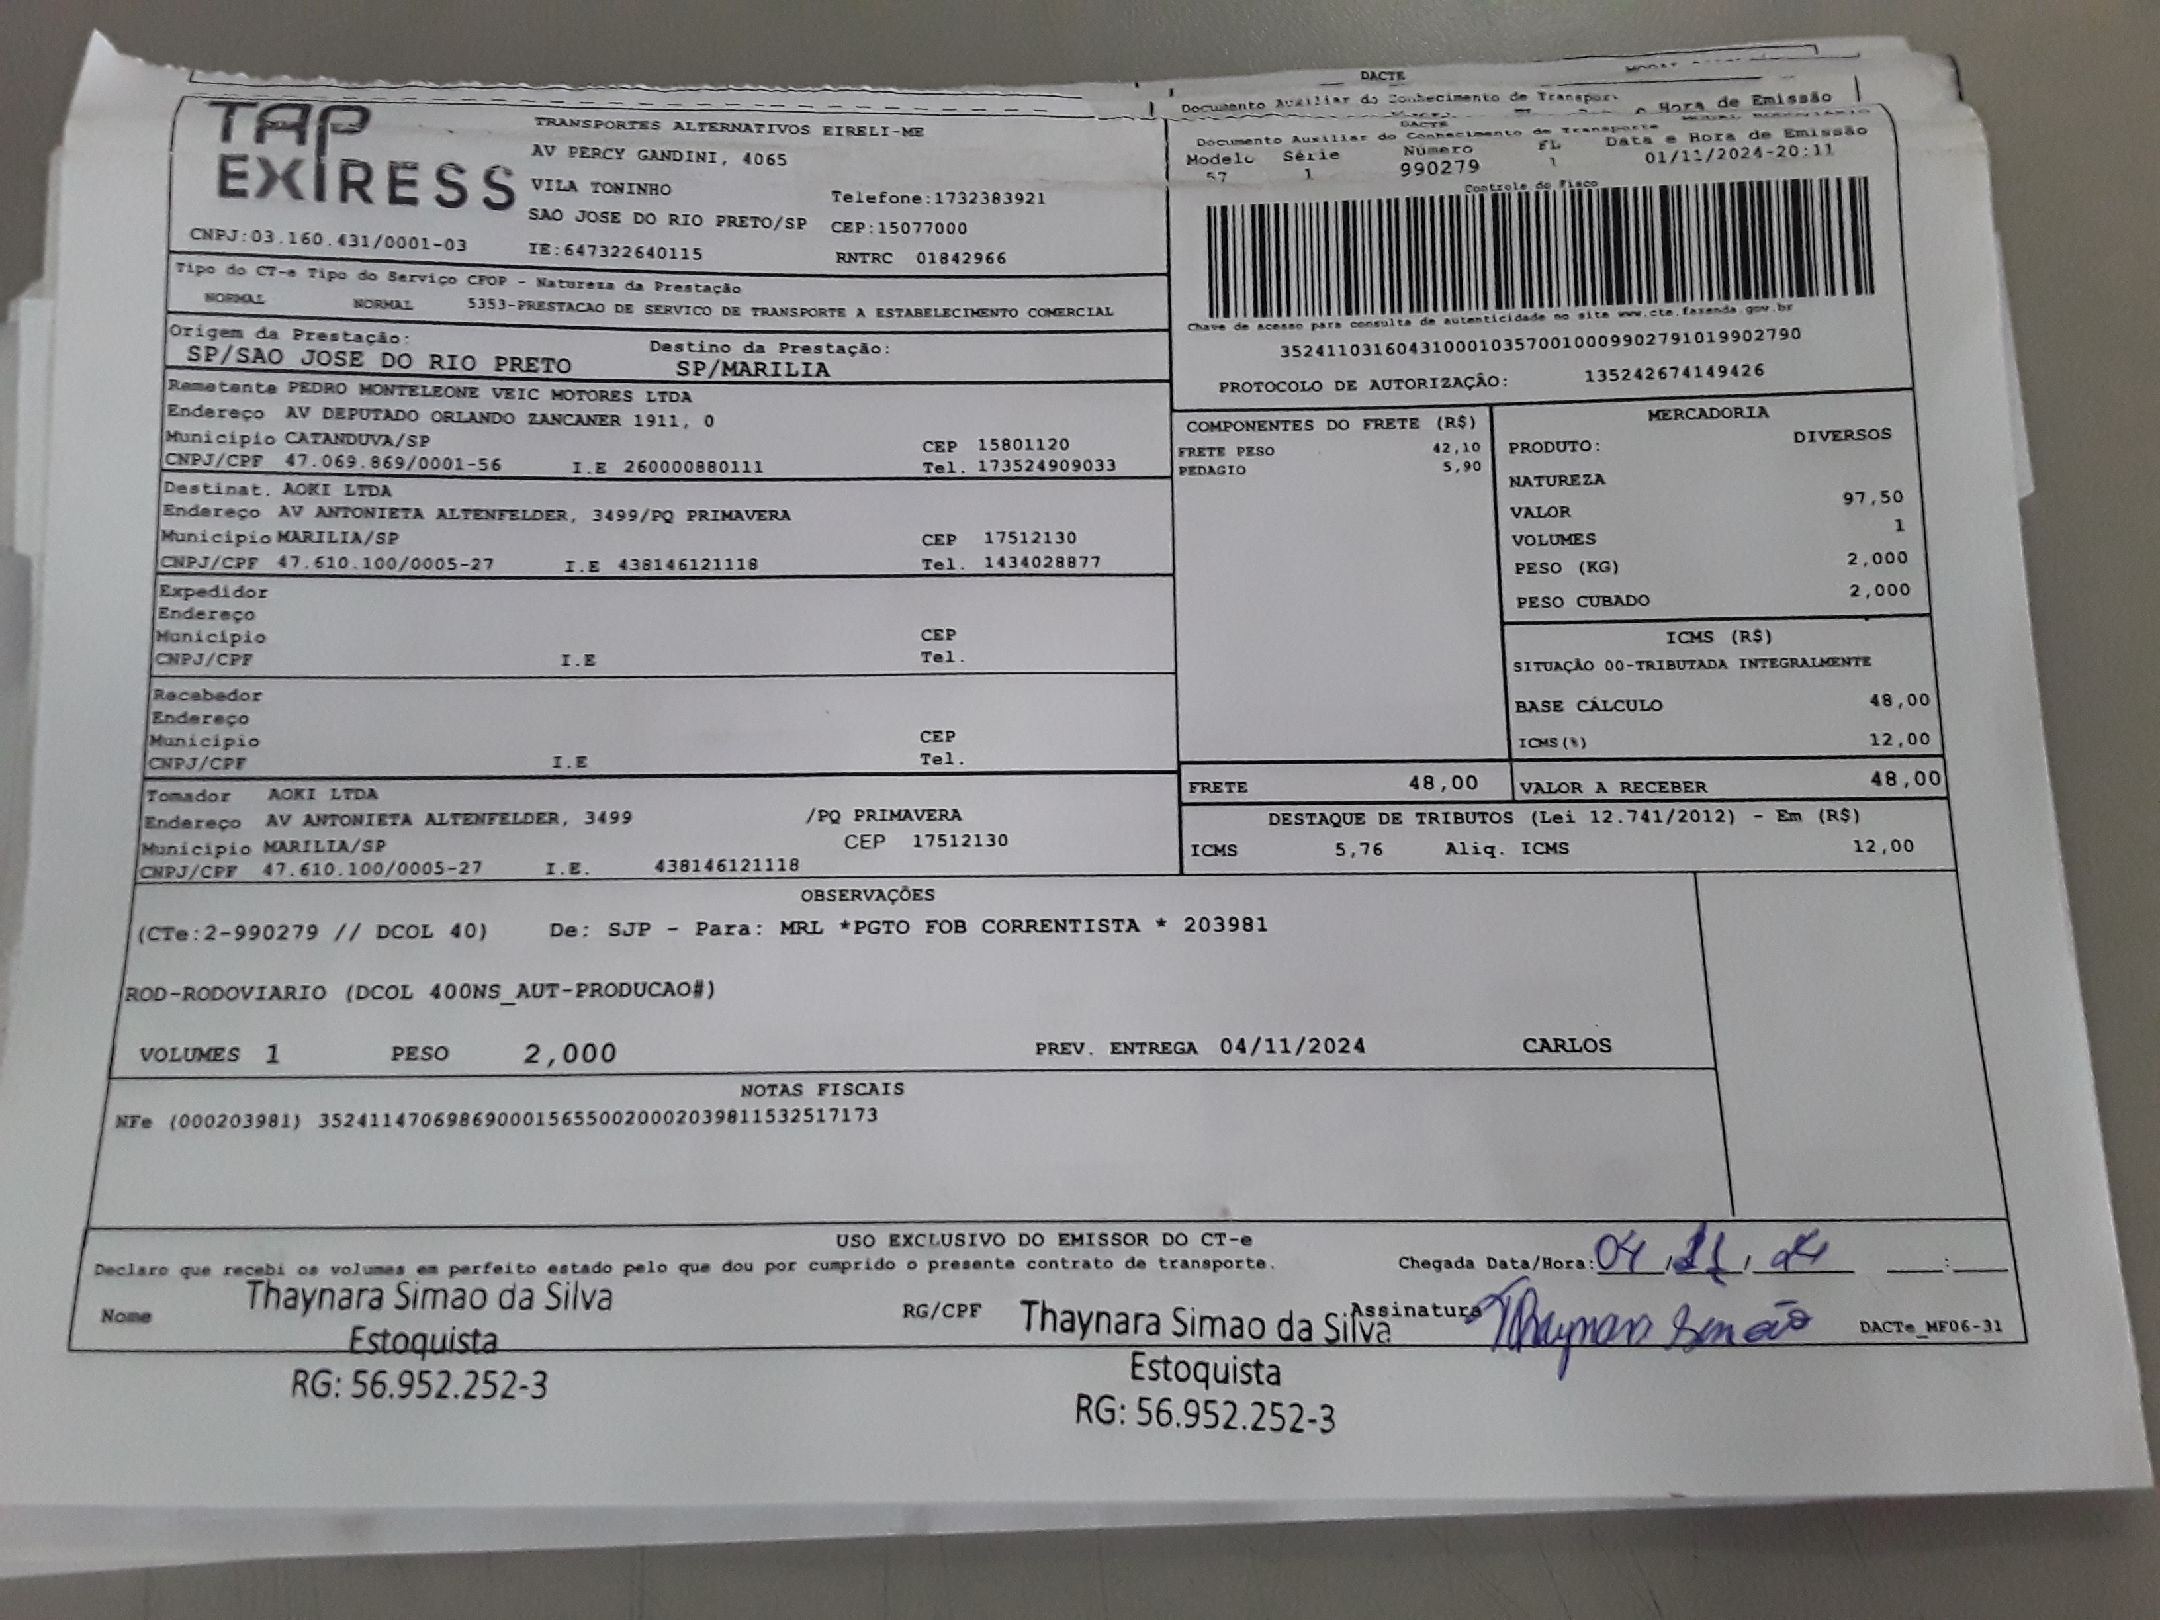 DACTE
Documento Auxiliar do Conhecimento de Transpor
e Hora de Emissão
TAP
EXPRESS
TRANSPORTES ALTERNATIVOS EIRELI-ME
AV PERCY GANDINI, 4065
VILA TONINHO
Telefone:1732383921
SAO JOSE DO RIO PRETO/SP CEP:15077000
CNPJ:03.160.431/0001-03
IE:647322640115
RNTRC 01842966
DACTE
Documento Auxiliar do Conhecimento de Transporte
Modelo Série Número FL Data e Hora de Emissão
57 1 990279 1 01/11/2024-20:11
Controle do Fisco
Chave de acesso para consulta de autenticidade no site www.cte.fazenda.gov.br
35241103160431000103570010009902791019902790
PROTOCOLO DE AUTORIZAÇÃO: 135242674149426
Tipo do CT-e Tipo do Serviço CFOP - Natureza da Prestação
NORMAL NORMAL 5353-PRESTACAO DE SERVICO DE TRANSPORTE A ESTABELECIMENTO COMERCIAL
Origem da Prestação: Destino da Prestação:
SP/SAO JOSE DO RIO PRETO SP/MARILIA
Remetente PEDRO MONTELEONE VEIC MOTORES LTDA
Endereço AV DEPUTADO ORLANDO ZANCANER 1911, 0
Município CATANDUVA/SP CEP 15801120
CNPJ/CPF 47.069.869/0001-56 I.E 260000880111 Tel. 173524909033
Destinat. AOKI LTDA
Endereço AV ANTONIETA ALTENFELDER, 3499/PQ PRIMAVERA
Município MARILIA/SP CEP 17512130
CNPJ/CPF 47.610.100/0005-27 I.E 438146121118 Tel. 1434028877
Expedidor
Endereço
Município CEP
CNPJ/CPF I.E Tel.
Recebedor
Endereço
Município CEP
CNPJ/CPF I.E Tel.
Tomador AOKI LTDA
Endereço AV ANTONIETA ALTENFELDER, 3499 /PQ PRIMAVERA
Município MARILIA/SP CEP 17512130
CNPJ/CPF 47.610.100/0005-27 I.E. 438146121118
COMPONENTES DO FRETE (R$)
FRETE PESO 42,10
PEDAGIO 5,90
MERCADORIA
PRODUTO: DIVERSOS
NATUREZA
VALOR 97,50
VOLUMES 1
PESO (KG) 2,000
PESO CUBADO 2,000
ICMS (R$)
SITUAÇÃO 00-TRIBUTADA INTEGRALMENTE
BASE CÁLCULO 48,00
ICMS(%) 12,00
FRETE 48,00 VALOR A RECEBER 48,00
DESTAQUE DE TRIBUTOS (Lei 12.741/2012) - Em (R$)
ICMS 5,76 Aliq. ICMS 12,00
OBSERVAÇÕES
(CTe:2-990279 // DCOL 40) De: SJP - Para: MRL *PGTO FOB CORRENTISTA * 203981
ROD-RODOVIARIO (DCOL 400NS_AUT-PRODUCAO#)
VOLUMES 1 PESO 2,000 PREV. ENTREGA 04/11/2024 CARLOS
NOTAS FISCAIS
NFe (000203981) 35241147069869000156550020002039811532517173
USO EXCLUSIVO DO EMISSOR DO CT-e
Declaro que recebi os volumes em perfeito estado pelo que dou por cumprido o presente contrato de transporte.
Chegada Data/Hora: 04/11/24 __:__
Nome Thaynara Simao da Silva
Estoquista
RG: 56.952.252-3
RG/CPF Thaynara Simao da Silva
Estoquista
RG: 56.952.252-3
Assinatura Thaynara Simão
DACTe_MF06-31